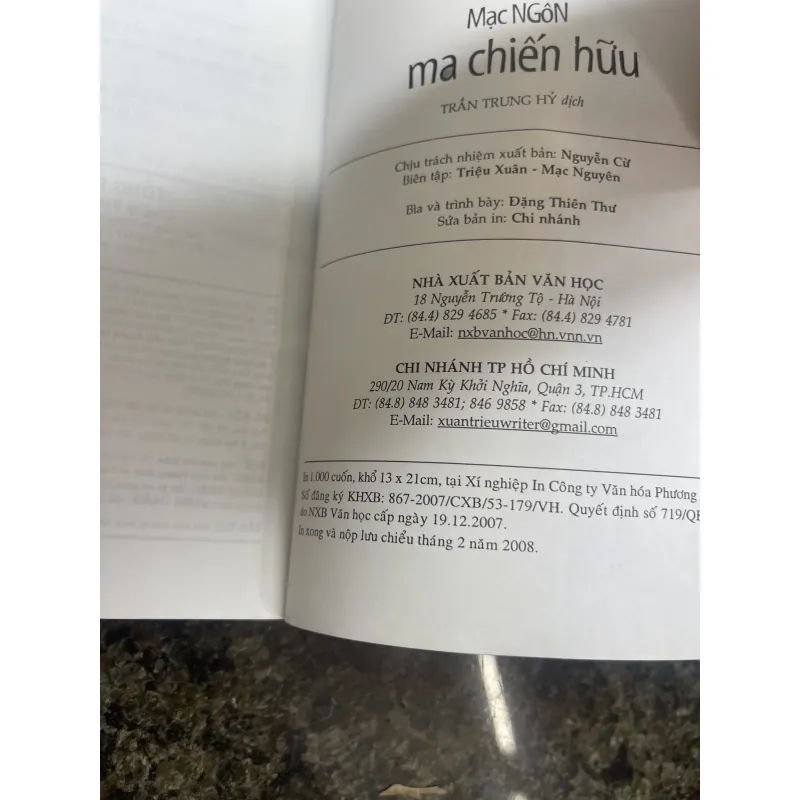 Mạc NGôN
ma chiến hữu
TRẦN TRUNG HỶ dịch
Chịu trách nhiệm xuất bản: Nguyễn Cừ
Biên tập: Triệu Xuân - Mạc Nguyên
Bìa và trình bày: Đặng Thiên Thư
Sửa bản in: Chi nhánh
NHÀ XUẤT BẢN VĂN HỌC
18 Nguyễn Trường Tộ - Hà Nội
ĐT: (84.4) 829 4685 * Fax: (84.4) 829 4781
E-Mail: nxbvanhoc@hn.vnn.vn
CHI NHÁNH TP HỒ CHÍ MINH
290/20 Nam Kỳ Khởi Nghĩa, Quận 3, TP.HCM
ĐT: (84.8) 848 3481; 846 9858 * Fax: (84.8) 848 3481
E-Mail: xuantrieuwriter@gmail.com
In 1.000 cuốn, khổ 13 x 21cm, tại Xí nghiệp In Công ty Văn hóa Phương
Số đăng ký KHXB: 867-2007/CXB/53-179/VH. Quyết định số 719/QĐ
do NXB Văn học cấp ngày 19.12.2007.
In xong và nộp lưu chiểu tháng 2 năm 2008.